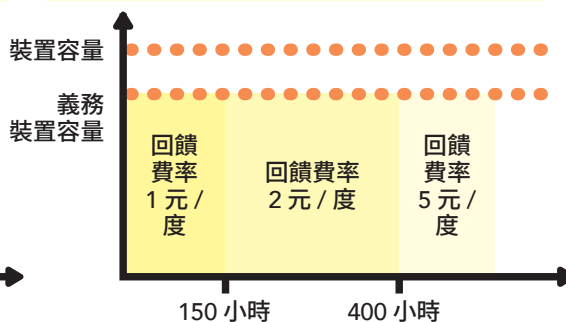 裝置容量
義務
裝置容量
回饋
費率
1 元 /
度
回饋費率
2 元 / 度
回饋
費率
5 元 /
度
150 小時
400 小時